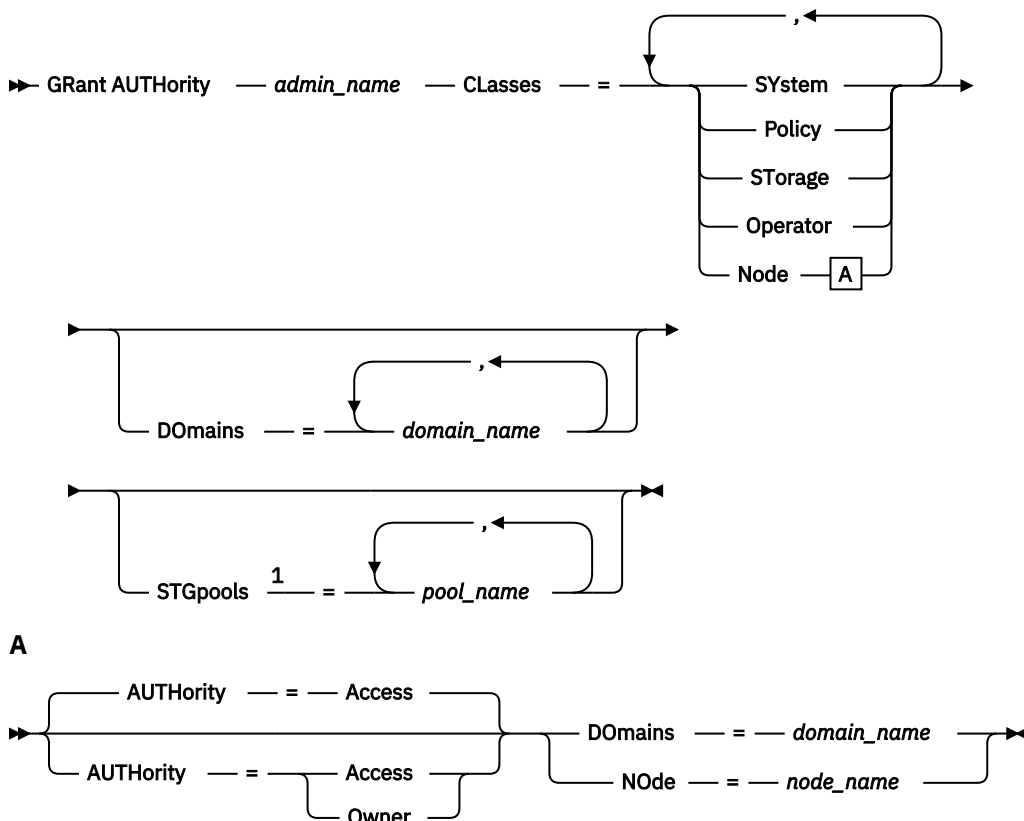 ,
GRant AUTHority admin_name CLasses = SYstem
Policy
STorage
Operator
Node A
,
DOmains = domain_name
,
STGpools 1 = pool_name
A
AUTHority = Access
DOmains = domain_name
AUTHority = Access
NOde = node_name
Owner